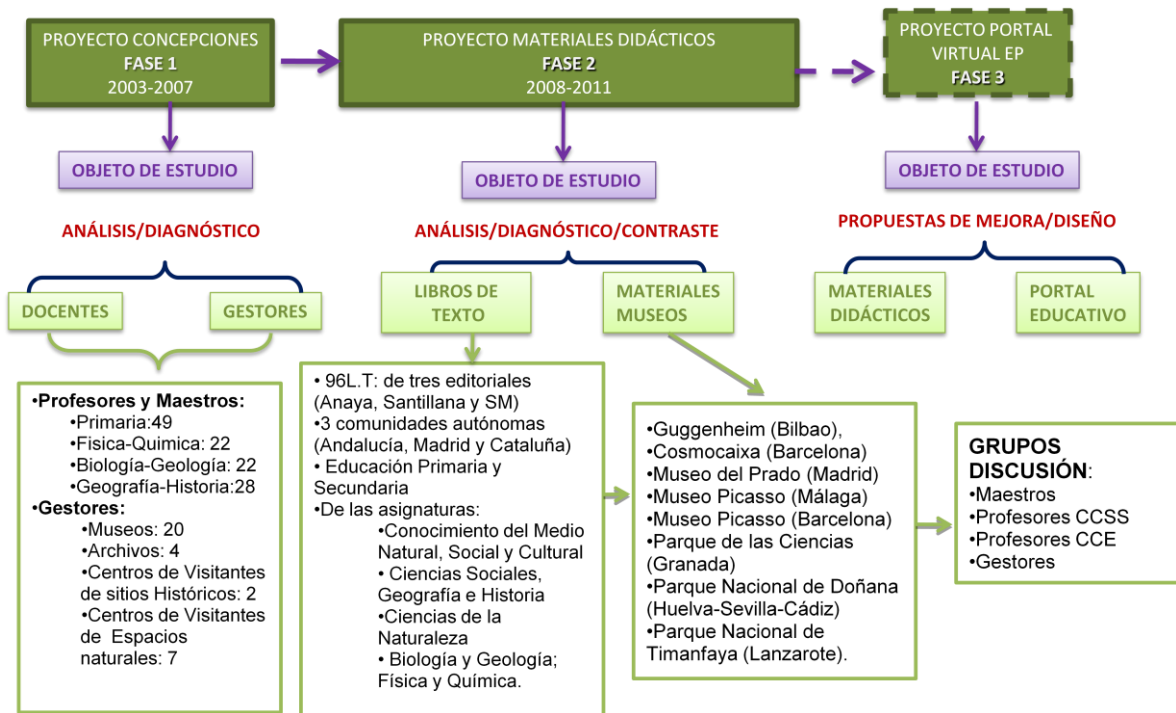 PROYECTO CONCEPCIONES
FASE 1
2003-2007
PROYECTO MATERIALES DIDÁCTICOS
FASE 2
2008-2011
PROYECTO PORTAL
VIRTUAL EP
FASE 3
OBJETO DE ESTUDIO
OBJETO DE ESTUDIO
OBJETO DE ESTUDIO
ANÁLISIS/DIAGNÓSTICO
ANÁLISIS/DIAGNÓSTICO/CONTRASTE
PROPUESTAS DE MEJORA/DISEÑO
DOCENTES
GESTORES
LIBROS DE
TEXTO
MATERIALES
MUSEOS
MATERIALES
DIDÁCTICOS
PORTAL
EDUCATIVO
•Profesores y Maestros:
•Primaria:49
•Fisica-Quimica: 22
•Biología-Geología: 22
•Geografía-Historia:28
•Gestores:
•Museos: 20
•Archivos: 4
•Centros de Visitantes
de sitios Históricos: 2
•Centros de Visitantes
de Espacios
naturales: 7
• 96L.T: de tres editoriales
(Anaya, Santillana y SM)
•3 comunidades autónomas
(Andalucía, Madrid y Cataluña)
• Educación Primaria y
Secundaria
•De las asignaturas:
•Conocimiento del Medio
Natural, Social y Cultural
• Ciencias Sociales,
Geografía e Historia
•Ciencias de la
Naturaleza
• Biología y Geología;
Física y Química.
•Guggenheim (Bilbao),
•Cosmocaixa (Barcelona)
•Museo del Prado (Madrid)
•Museo Picasso (Málaga)
•Museo Picasso (Barcelona)
•Parque de las Ciencias
(Granada)
•Parque Nacional de Doñana
(Huelva-Sevilla-Cádiz)
•Parque Nacional de
Timanfaya (Lanzarote).
GRUPOS
DISCUSIÓN:
•Maestros
•Profesores CCSS
•Profesores CCE
•Gestores